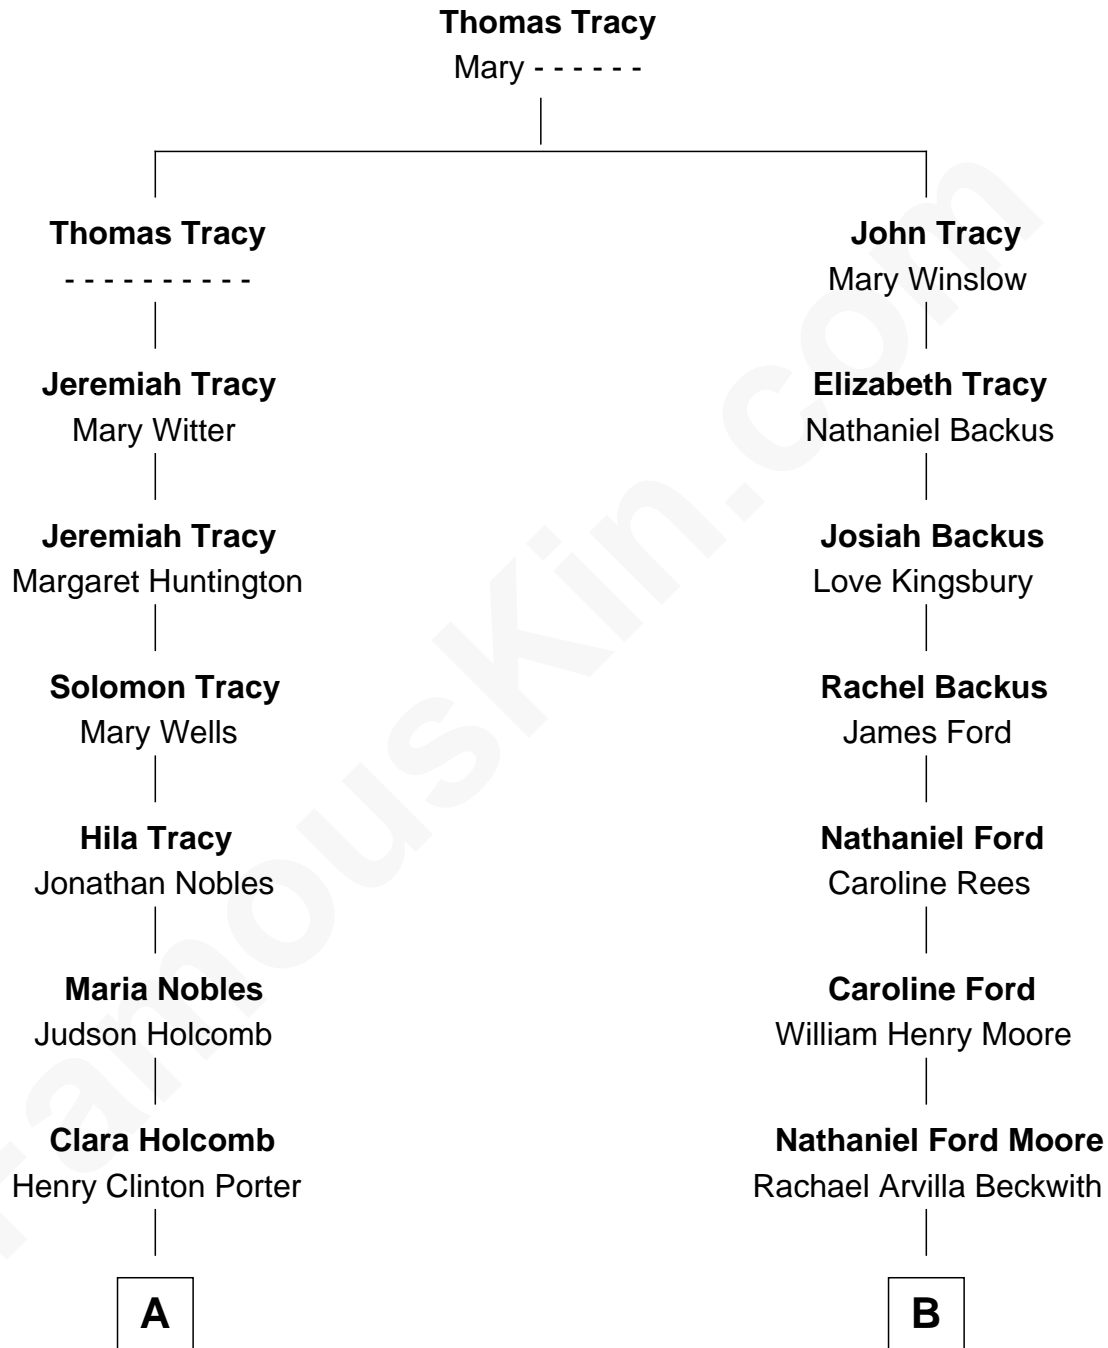 Thomas Tracy
Mary - - - - - -
Thomas Tracy
- - - - - - - - - -
John Tracy
Mary Winslow
Jeremiah Tracy
Mary Witter
Elizabeth Tracy
Nathaniel Backus
Jeremiah Tracy
Margaret Huntington
Josiah Backus
Love Kingsbury
Solomon Tracy
Mary Wells
Rachel Backus
James Ford
Hila Tracy
Jonathan Nobles
Nathaniel Ford
Caroline Rees
Maria Nobles
Judson Holcomb
Caroline Ford
William Henry Moore
Clara Holcomb
Henry Clinton Porter
Nathaniel Ford Moore
Rachael Arvilla Beckwith
A
B
FamousKin.com